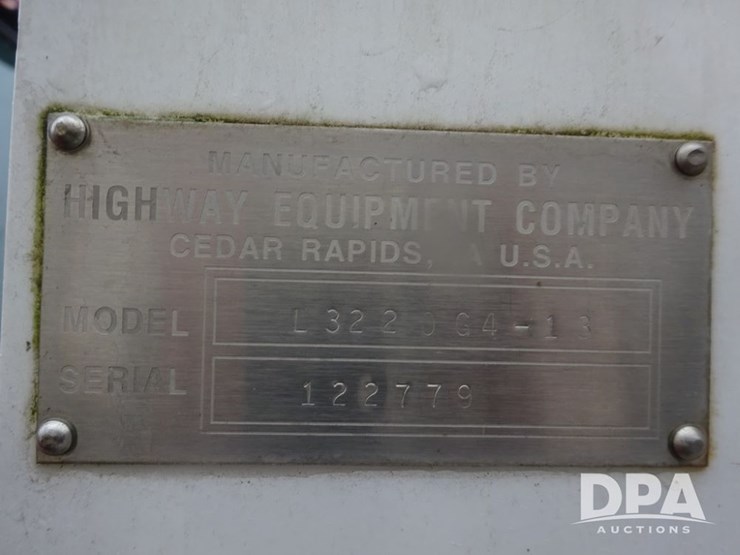 MANUFACTURED BY
HIGHWAY EQUIPMENT COMPANY
CEDAR RAPIDS, U.S.A.
MODEL
SERIAL 122779
DPA
AUCTIONS